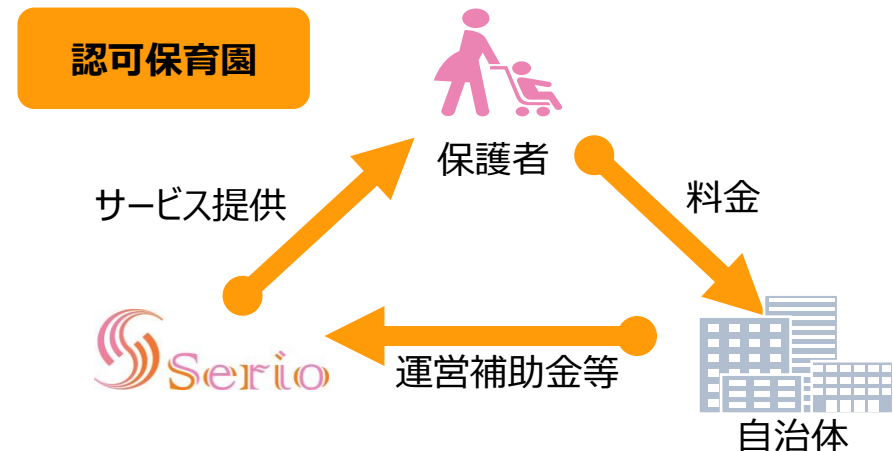 認可保育園
保護者
サービス提供
料金
Serio
運営補助金等
自治体